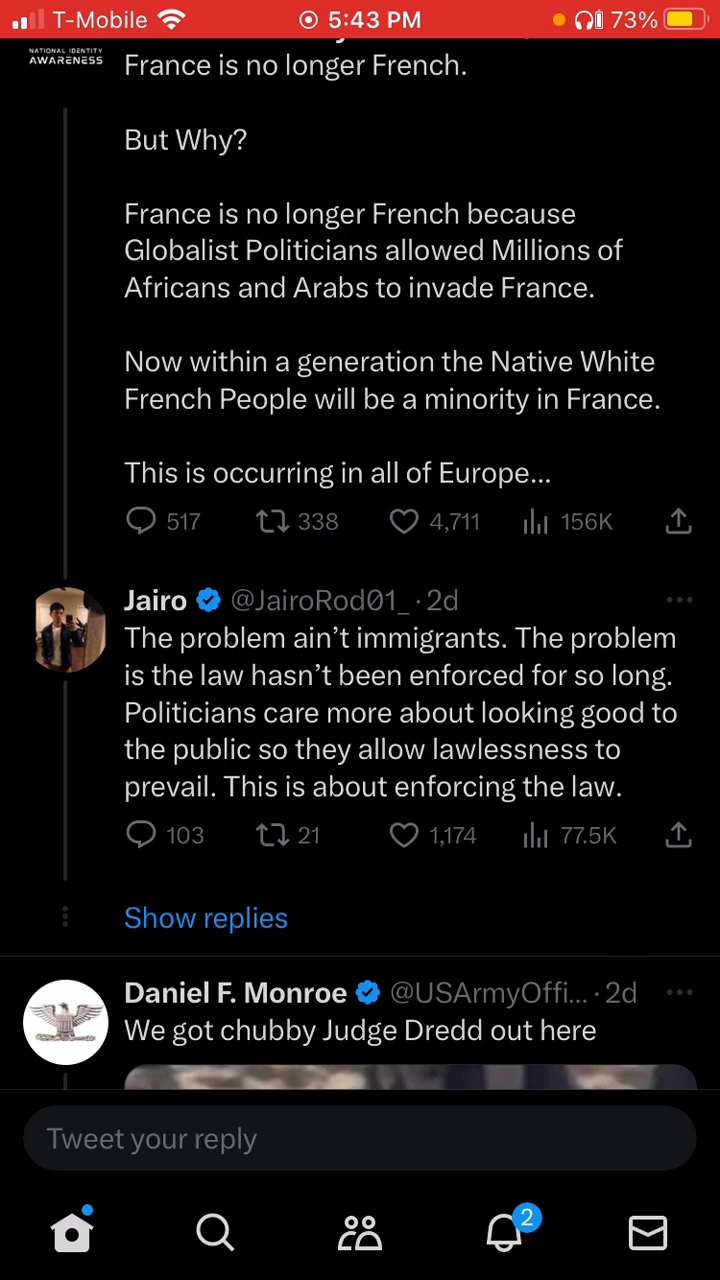 T-Mobile 5:43 PM 73%
NATIONAL IDENTITY
AWARENESS
France is no longer French.
But Why?
France is no longer French because
Globalist Politicians allowed Millions of
Africans and Arabs to invade France.
Now within a generation the Native White
French People will be a minority in France.
This is occurring in all of Europe...
517 338 4,711 156K
Jairo @JairoRod01_ · 2d
The problem ain't immigrants. The problem
is the law hasn't been enforced for so long.
Politicians care more about looking good to
the public so they allow lawlessness to
prevail. This is about enforcing the law.
103 21 1,174 77.5K
Show replies
Daniel F. Monroe @USArmyOffi... · 2d
We got chubby Judge Dredd out here
Tweet your reply
2